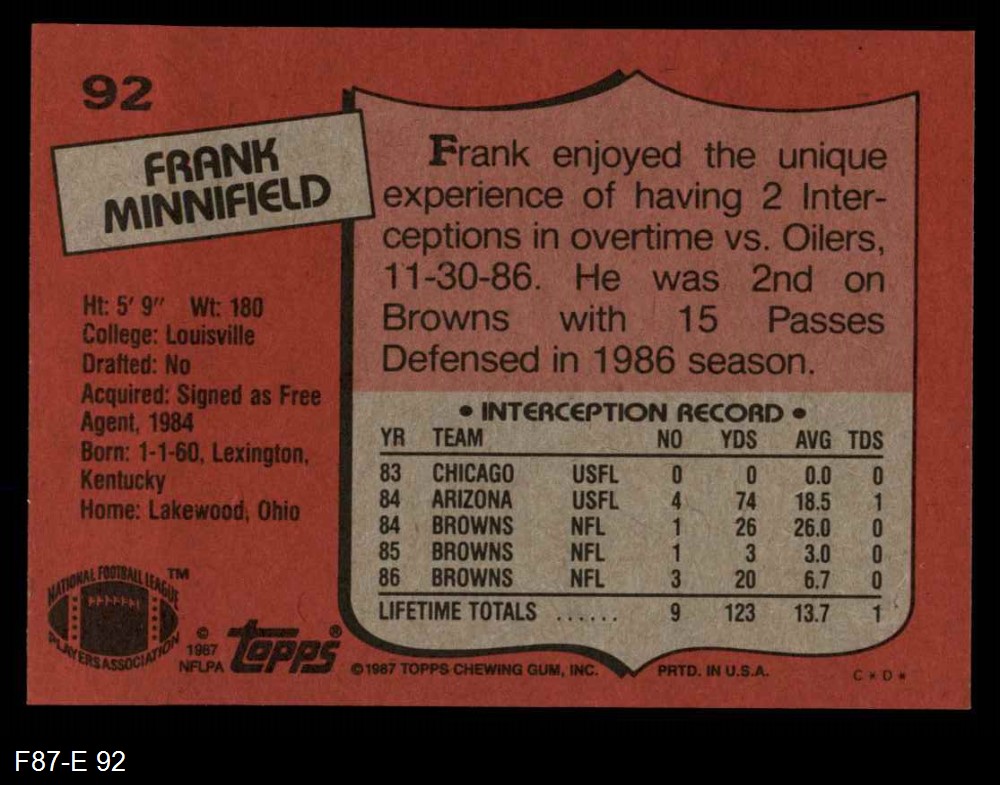 92
FRANK
MINNIFIELD
Ht: 5' 9" Wt: 180
College: Louisville
Drafted: No
Acquired: Signed as Free
Agent, 1984
Born: 1-1-60, Lexington,
Kentucky
Home: Lakewood, Ohio
NATIONAL FOOTBALL LEAGUE
PLAYERS ASSOCIATION
TM
©
1987
NFLPA
topps®
Frank enjoyed the unique
experience of having 2 Inter-
ceptions in overtime vs. Oilers,
11-30-86. He was 2nd on
Browns with 15 Passes
Defensed in 1986 season.
• INTERCEPTION RECORD •
YR TEAM NO YDS AVG TDS
83 CHICAGO USFL 0 0 0.0 0
84 ARIZONA USFL 4 74 18.5 1
84 BROWNS NFL 1 26 26.0 0
85 BROWNS NFL 1 3 3.0 0
86 BROWNS NFL 3 20 6.7 0
LIFETIME TOTALS ...... 9 123 13.7 1
©1987 TOPPS CHEWING GUM, INC. PRTD. IN U.S.A.
C*D*
F87-E 92